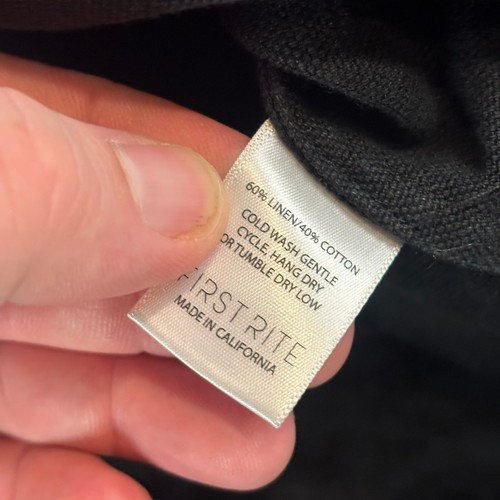 60% LINEN/40% COTTON
COLD WASH GENTLE
CYCLE, HANG DRY
OR TUMBLE DRY LOW
FIRST RITE
MADE IN CALIFORNIA